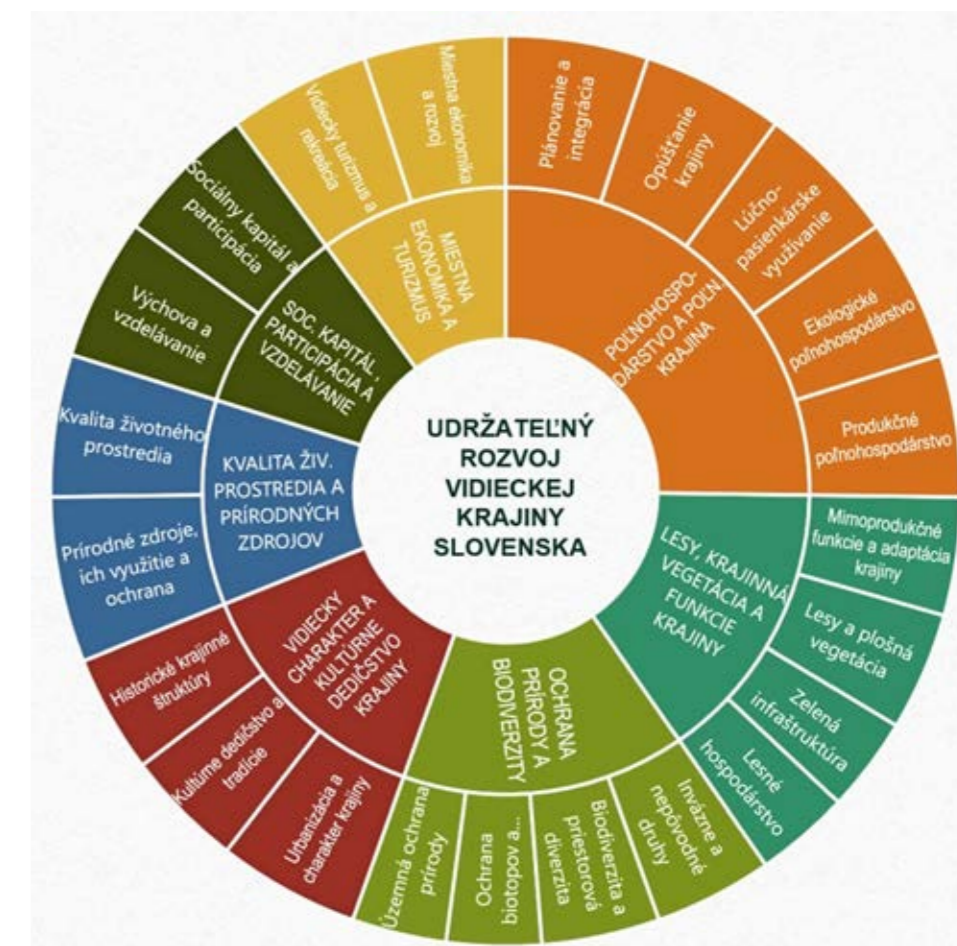 UDRŽATEĽNÝ
ROZVOJ
VIDIECKEJ
KRAJINY
SLOVENSKA
POĽNOHOSPO-
DÁRSTVO A POĽN.
KRAJINA
Plánovanie a
integrácia
Opúšťanie
krajiny
Lúčno-
pasienkárske
využívanie
Ekologické
poľnohospodárstvo
Produkčné
poľnohospodárstvo
LESY, KRAJINNÁ
VEGETÁCIA A
FUNKCIE
KRAJINY
Mimoprodukčné
funkcie a adaptácia
krajiny
Lesy a plošná
vegetácia
Zelená
infraštruktúra
Lesné
hospodárstvo
OCHRANA
PRÍRODY A
BIODIVERZITY
Invázne a
nepôvodné
druhy
Biodiverzita a
priestorová
diverzita
Ochrana
biotopov a...
Územná ochrana
prírody
VIDIECKY
CHARAKTER A
KULTÚRNE
DEDIČSTVO
KRAJINY
Urbanizácia a
charakter krajiny
Kultúrne dedičstvo a
tradície
Historické krajinné
štruktúry
KVALITA ŽIV.
PROSTREDIA A
PRÍRODNÝCH
ZDROJOV
Prírodné zdroje,
ich využitie a
ochrana
Kvalita životného
prostredia
SOC. KAPITÁL,
PARTICIPÁCIA A
VZDELÁVANIE
Výchova a
vzdelávanie
Sociálny kapitál a
participácia
MIESTNA
EKONOMIKA A
TURIZMUS
Vidiecky turizmus a
rekreácia
Miestna ekonomika
a rozvoj